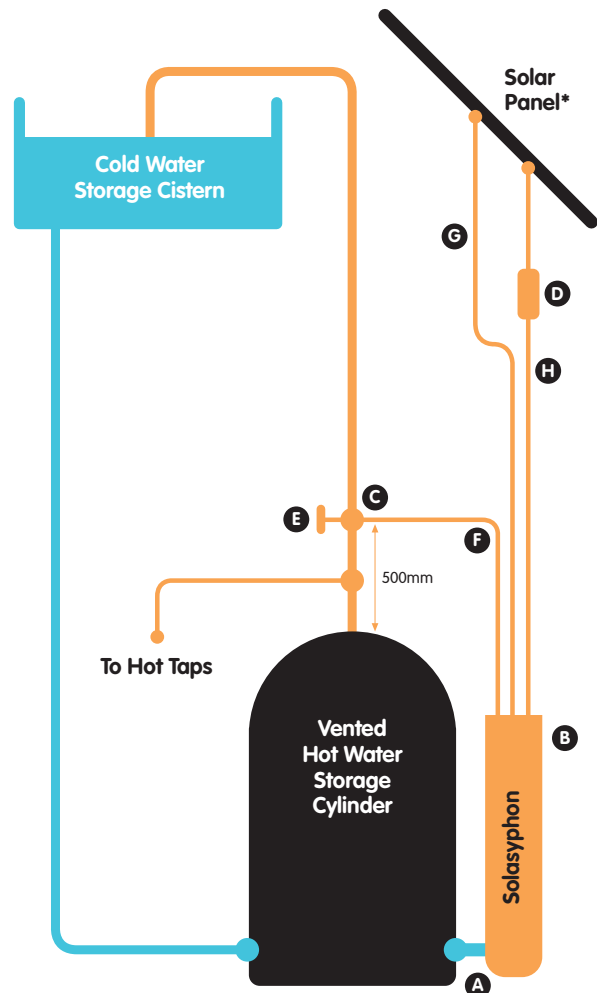 Solar
Panel*
Cold Water
Storage Cistern
G
D
H
C
E
F
500mm
To Hot Taps
Vented
Hot Water
Storage
Cylinder
B
Solasyphon
A